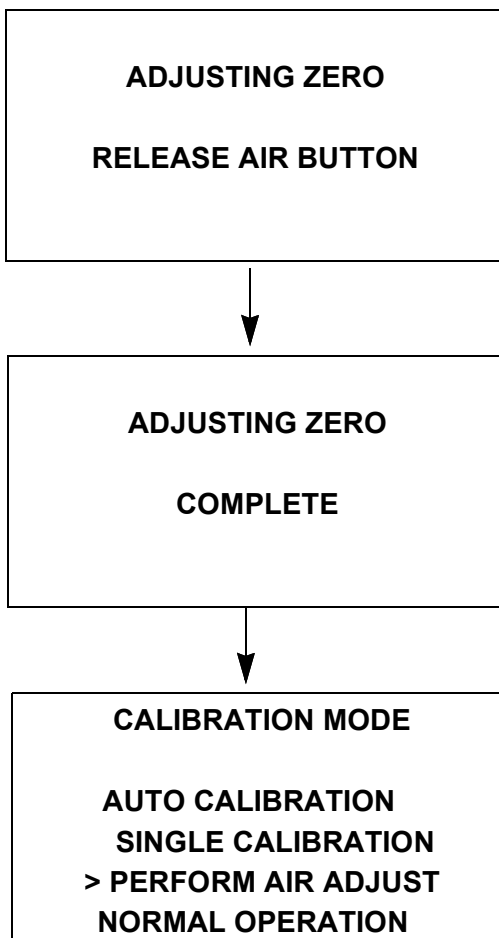 ADJUSTING ZERO
RELEASE AIR BUTTON
ADJUSTING ZERO
COMPLETE
CALIBRATION MODE
AUTO CALIBRATION
SINGLE CALIBRATION
> PERFORM AIR ADJUST
NORMAL OPERATION